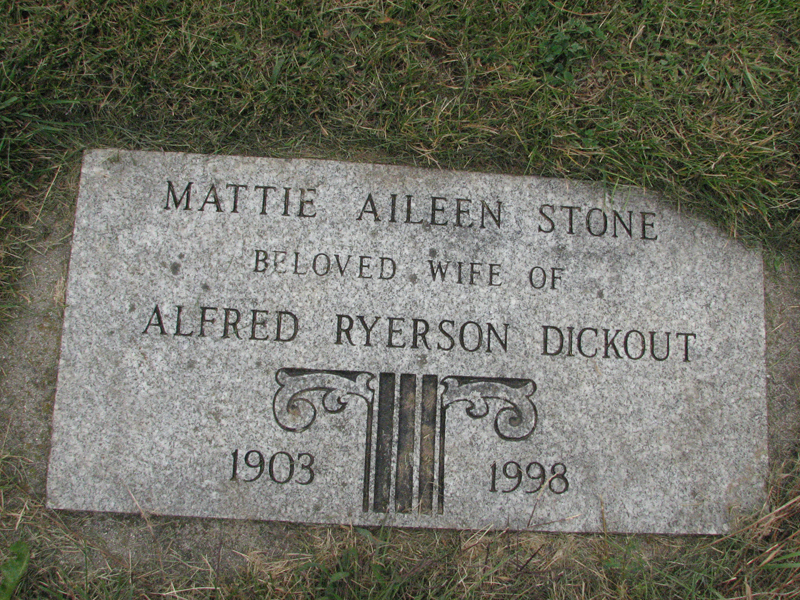 MATTIE AILEEN STONE
BELOVED WIFE OF
ALFRED RYERSON DICKOUT
1903 1998